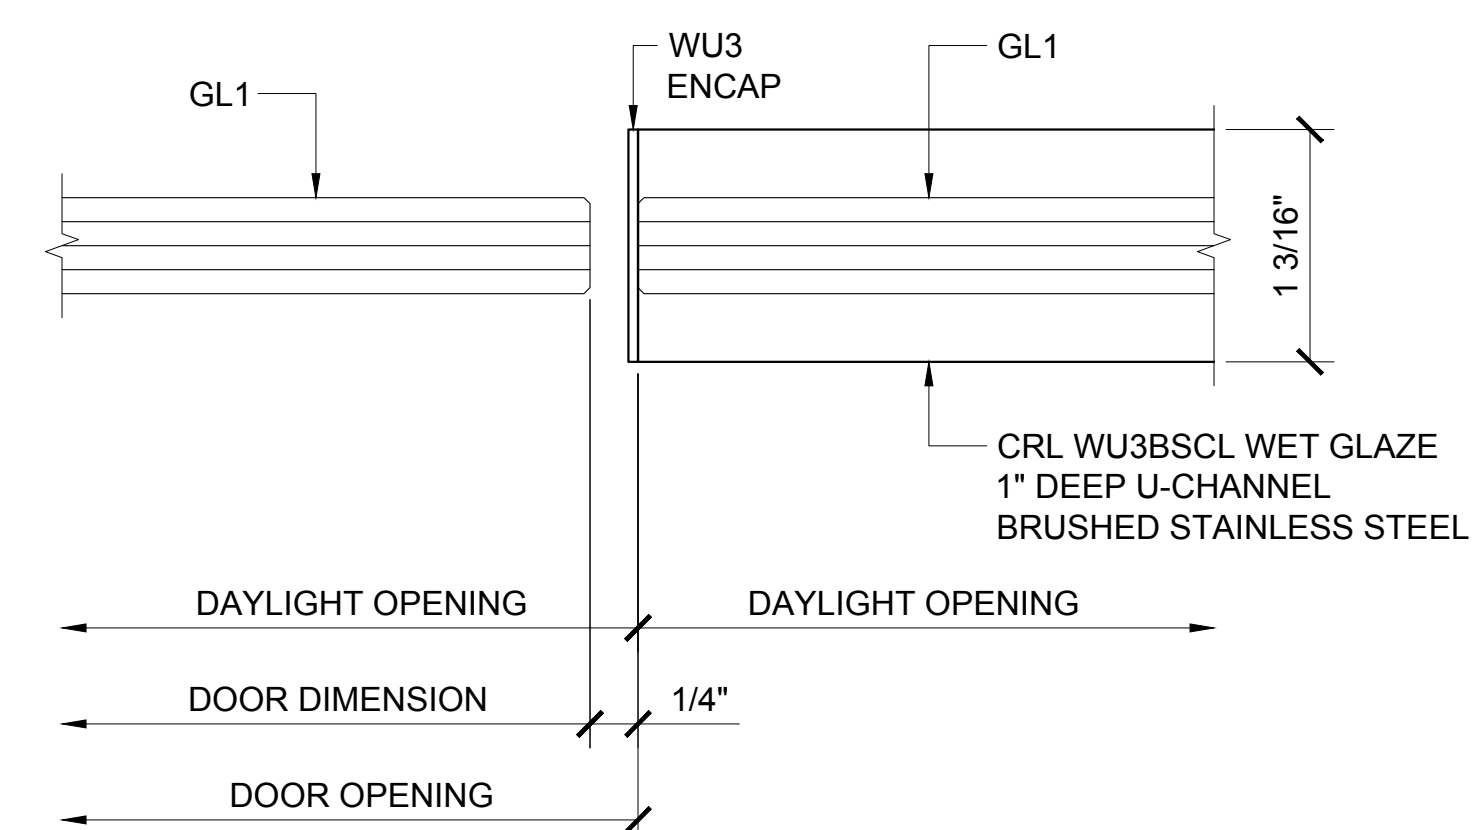 WU3
ENCAP
GL1
GL1
1 3/16"
CRL WU3BSCL WET GLAZE
1" DEEP U-CHANNEL
BRUSHED STAINLESS STEEL
DAYLIGHT OPENING
DAYLIGHT OPENING
DOOR DIMENSION
1/4"
DOOR OPENING